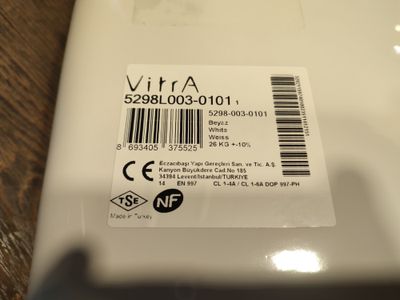 VitrA
5298L003-0101 1
5298-003-0101
Beyaz
White
Weiss
26 KG +-10%
8 693405 375525
CE
Eczacıbaşı Yapı Gereçleri San. ve Tic. A.Ş.
Kanyon Büyükdere Cad.No 185
34394 Levent/Istanbul/TURKIYE
14 EN 997 CL 1-4A / CL 1-6A DOP 997-PH
TSE
NF
Made in Turkey